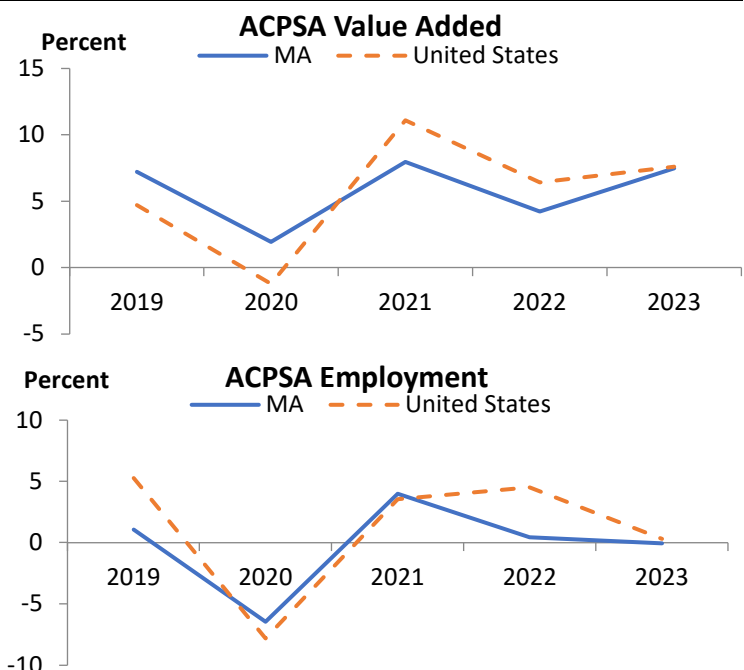 ACPSA Value Added
Percent
MA United States
15
10
5
0
-5
2019 2020 2021 2022 2023
ACPSA Employment
Percent
MA United States
10
5
0
-5
-10
2019 2020 2021 2022 2023